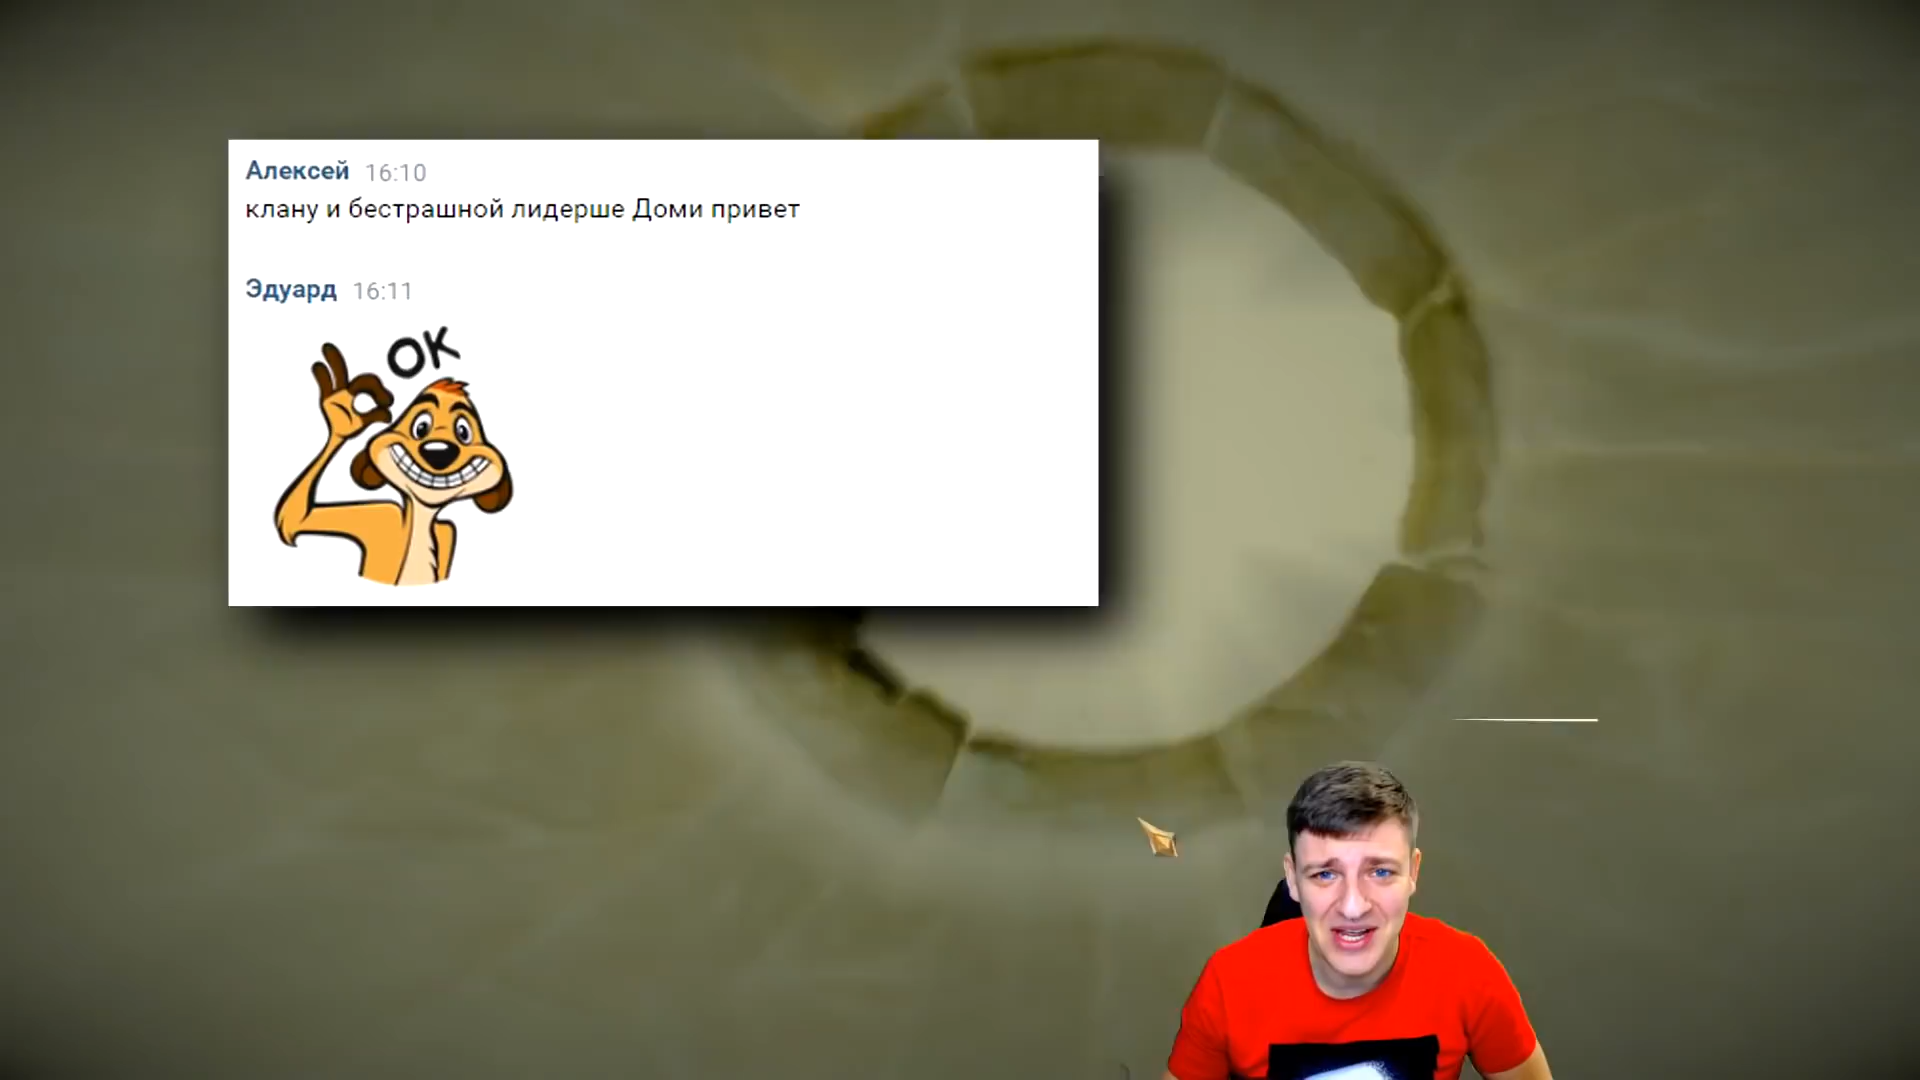 Алексей 16:10
клану и бестрашной лидерше Доми привет
Эдуард 16:11
OK